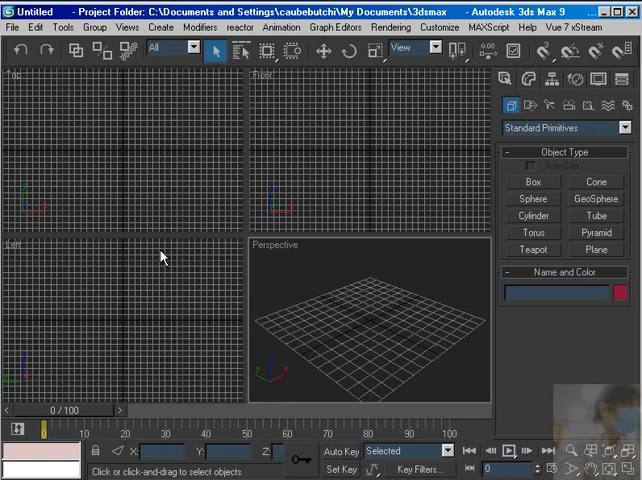 Untitled - Project Folder: C:\Documents and Settings\caubebutchi\My Documents\3dsmax - Autodesk 3ds Max 9
File Edit Tools Group Views Create Modifiers reactor Animation Graph Editors Rendering Customize MAXScript Help Vue 7 xStream
All View
Top Front
Standard Primitives
- Object Type
AutoGrid
Box Cone
Sphere GeoSphere
Cylinder Tube
Torus Pyramid
Teapot Plane
Left Perspective
- Name and Color
< 0 / 100 >
0 10 20 30 40 50 60 70 80 90 100
X: Y: Z: Auto Key Selected
Click or click-and-drag to select objects Set Key Key Filters... 0